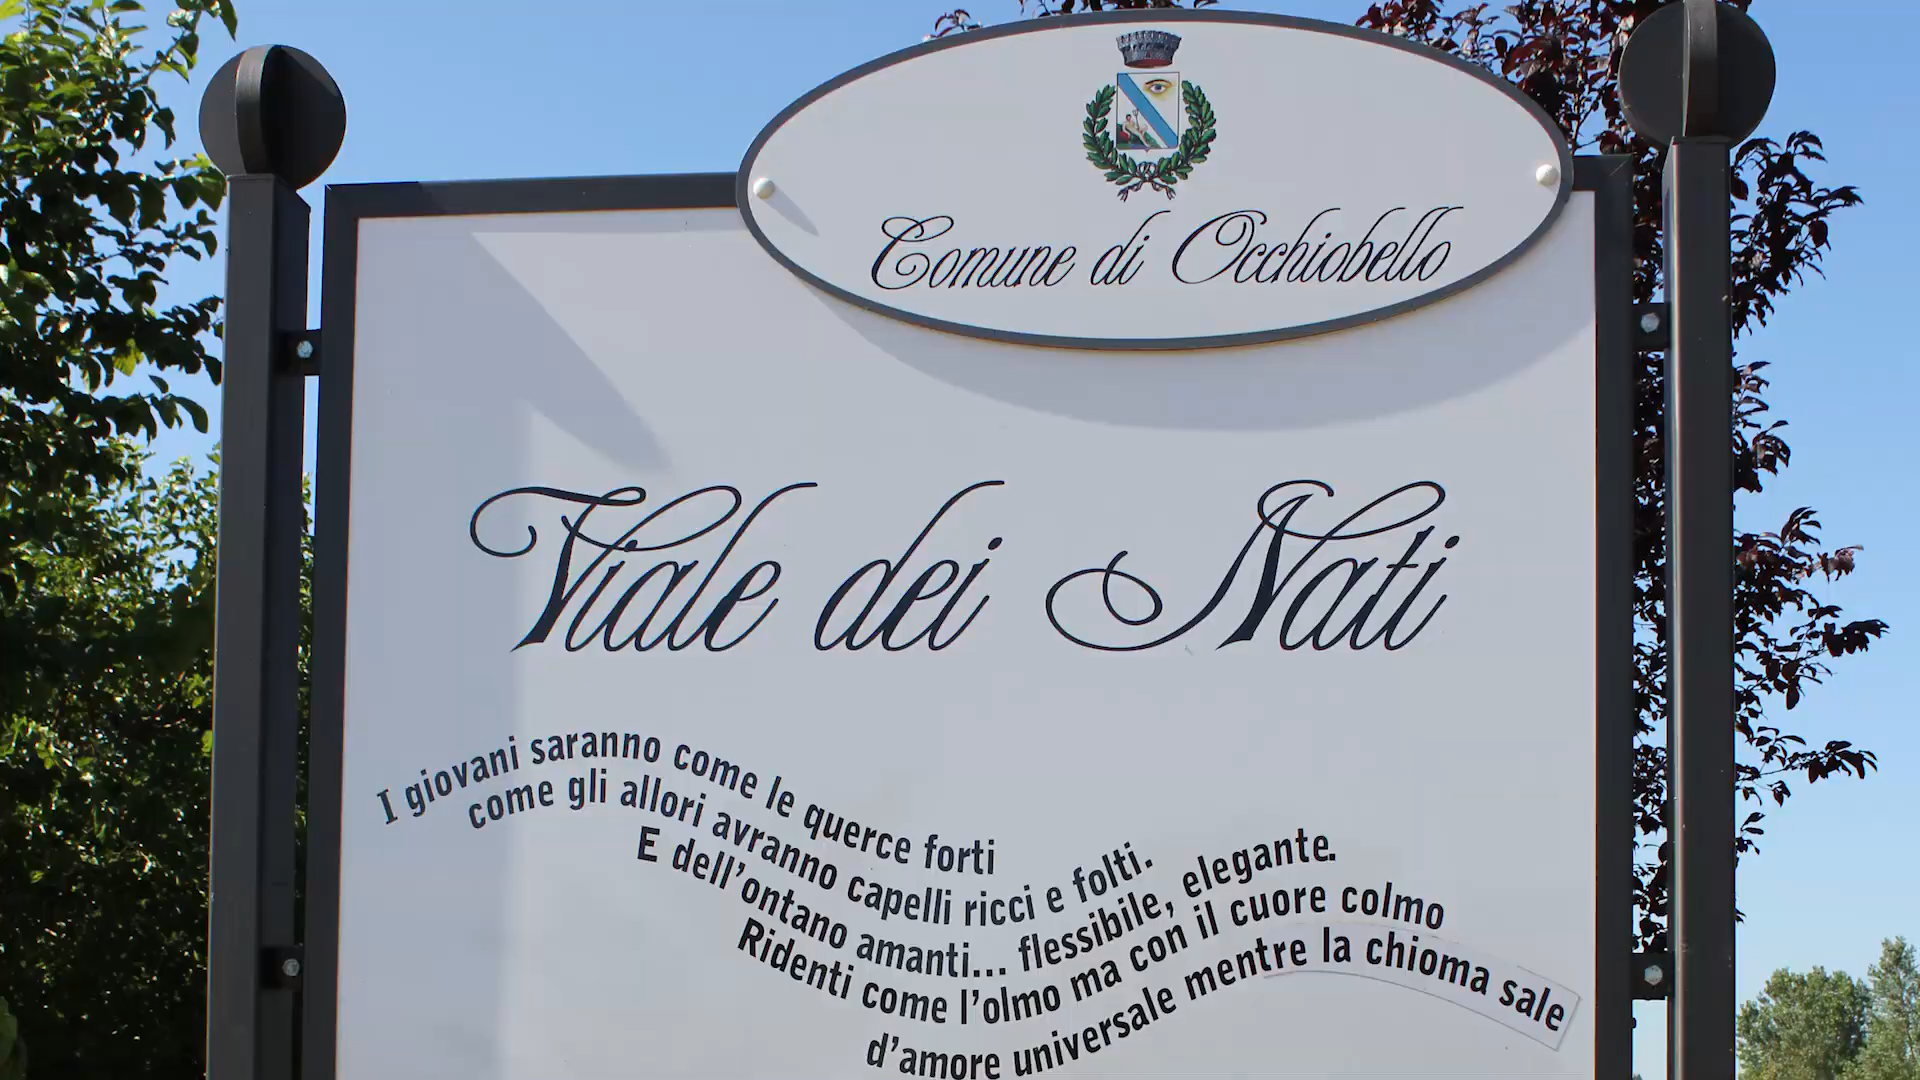 Comune di Occhiobello
Viale dei Nati
I giovani saranno come le querce forti
come gli allori avranno capelli ricci e folti.
E dell'ontano amanti... flessibile, elegante.
Ridenti come l'olmo ma con il cuore colmo
d'amore universale mentre la chioma sale